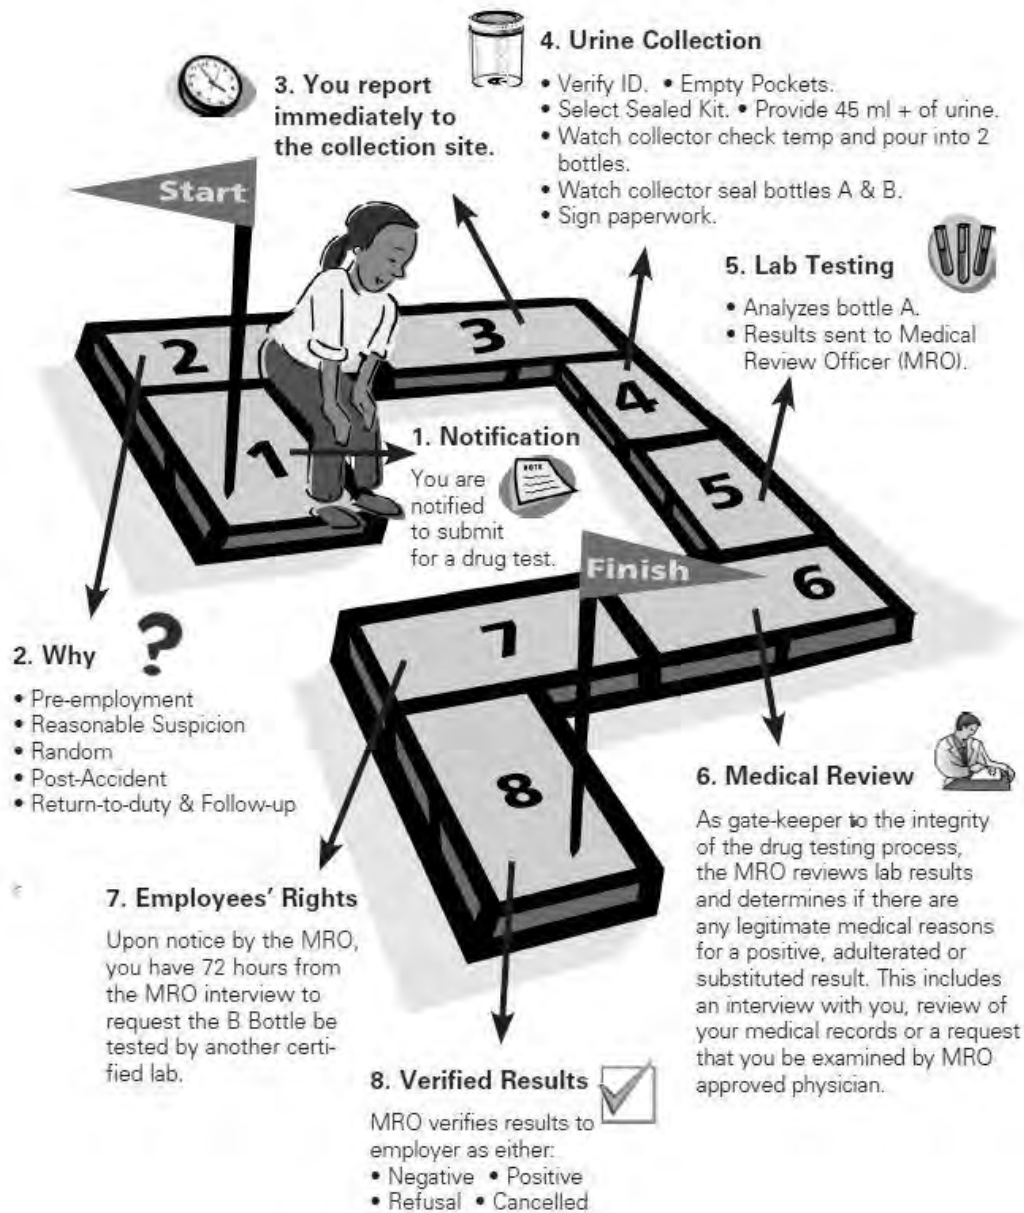 Start
3. You report
immediately to
the collection site.
4. Urine Collection
• Verify ID. • Empty Pockets.
• Select Sealed Kit. • Provide 45 ml + of urine.
• Watch collector check temp and pour into 2
bottles.
• Watch collector seal bottles A & B.
• Sign paperwork.
5. Lab Testing
• Analyzes bottle A.
• Results sent to Medical
Review Officer (MRO).
2
3
4
1
5
1. Notification
You are
notified
to submit
for a drug test.
NOTE
Finish
6
7
8
2. Why
?
• Pre-employment
• Reasonable Suspicion
• Random
• Post-Accident
• Return-to-duty & Follow-up
6. Medical Review
As gate-keeper to the integrity
of the drug testing process,
the MRO reviews lab results
and determines if there are
any legitimate medical reasons
for a positive, adulterated or
substituted result. This includes
an interview with you, review of
your medical records or a request
that you be examined by MRO
approved physician.
7. Employees' Rights
Upon notice by the MRO,
you have 72 hours from
the MRO interview to
request the B Bottle be
tested by another certi-
fied lab.
8. Verified Results
MRO verifies results to
employer as either:
• Negative • Positive
• Refusal • Cancelled